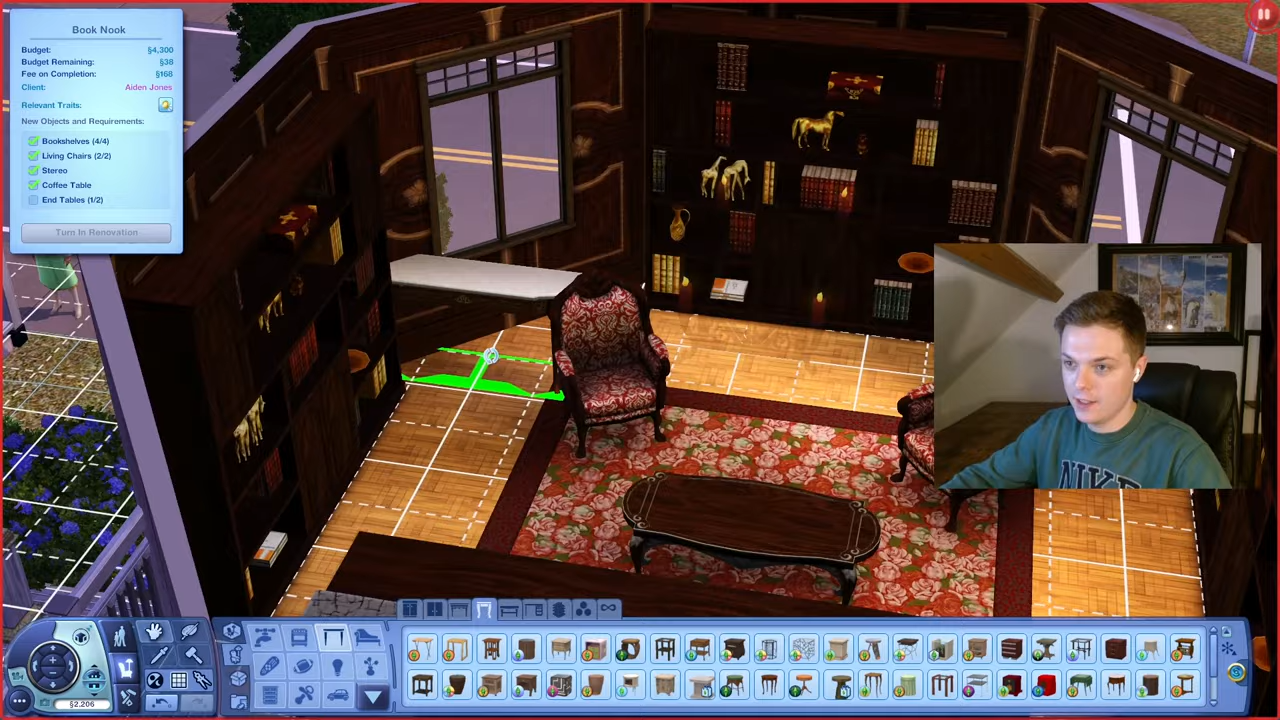 Book Nook
Budget: §4,300
Budget Remaining: §38
Fee on Completion: §168
Client: Aiden Jones
Relevant Traits:
New Objects and Requirements:
Bookshelves (4/4)
Living Chairs (2/2)
Stereo
Coffee Table
End Tables (1/2)
Turn In Renovation
NIKE
§2,206